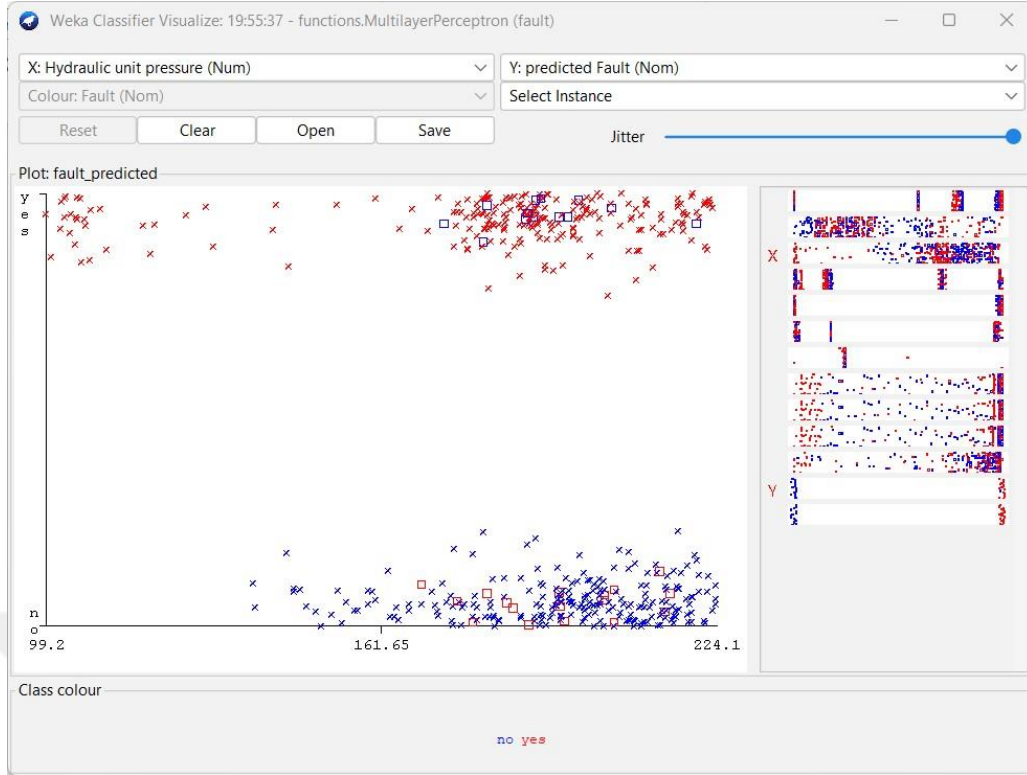 Weka Classifier Visualize: 19:55:37 - functions.MultilayerPerceptron (fault)
X: Hydraulic unit pressure (Num)
Y: predicted Fault (Nom)
Colour: Fault (Nom)
Select Instance
Reset
Clear
Open
Save
Jitter
Plot: fault_predicted
y
e
s
n
o
99.2
161.65
224.1
X
Y
Class colour
no yes